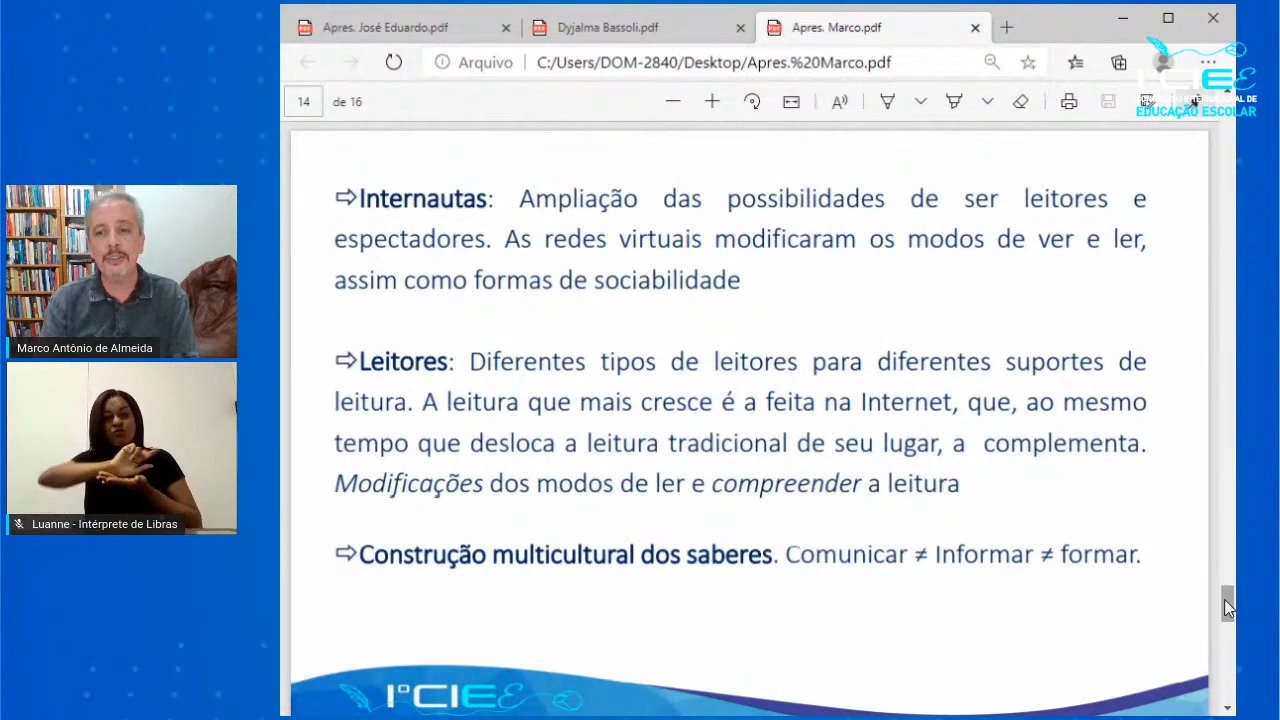 Apres. José Eduardo.pdf
Dyjalma Bassoli.pdf
Apres. Marco.pdf
Arquivo
C:/Users/DOM-2840/Desktop/Apres.%20Marco.pdf
14 de 16
EDUCAÇÃO ESCOLAR
⇨Internautas: Ampliação das possibilidades de ser leitores e
espectadores. As redes virtuais modificaram os modos de ver e ler,
assim como formas de sociabilidade
⇨Leitores: Diferentes tipos de leitores para diferentes suportes de
leitura. A leitura que mais cresce é a feita na Internet, que, ao mesmo
tempo que desloca a leitura tradicional de seu lugar, a complementa.
Modificações dos modos de ler e compreender a leitura
⇨Construção multicultural dos saberes. Comunicar ≠ Informar ≠ formar.
Marco Antônio de Almeida
Luanne - Intérprete de Libras
1º CIEE